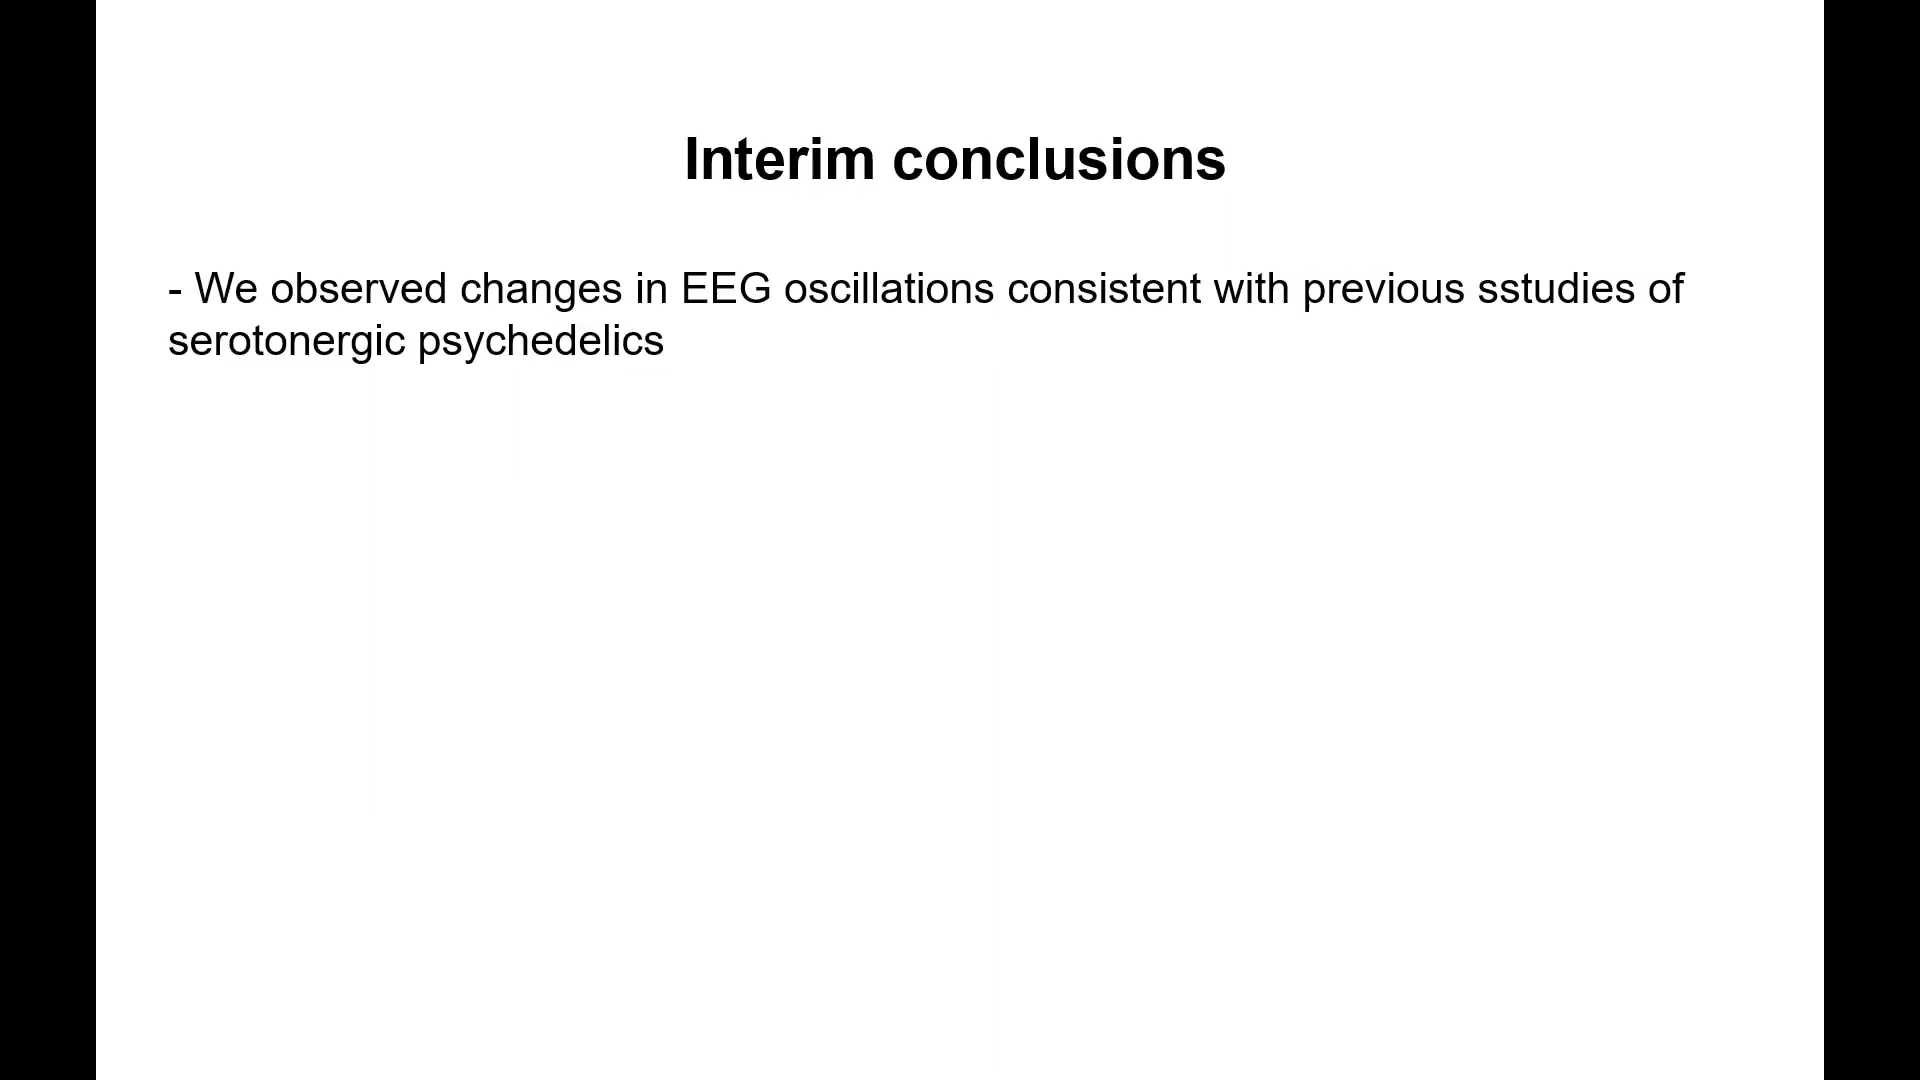 Interim conclusions
- We observed changes in EEG oscillations consistent with previous sstudies of
serotonergic psychedelics